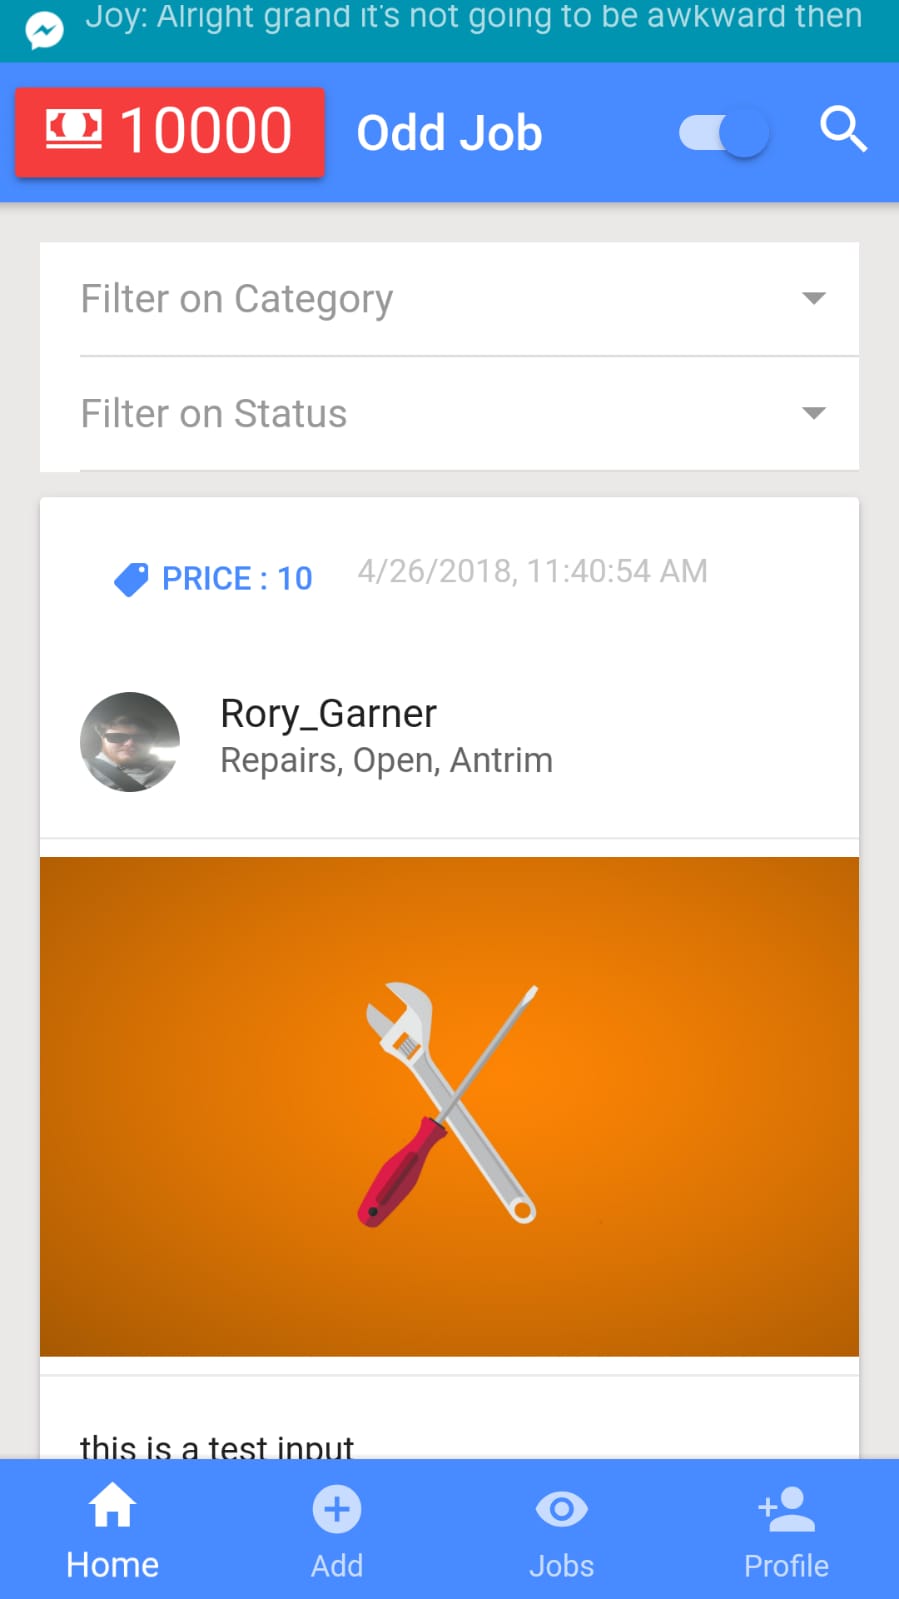 Joy: Alright grand it's not going to be awkward then
10000 Odd Job
Filter on Category
Filter on Status
PRICE : 10 4/26/2018, 11:40:54 AM
Rory_Garner
Repairs, Open, Antrim
this is a test input
Home Add Jobs Profile